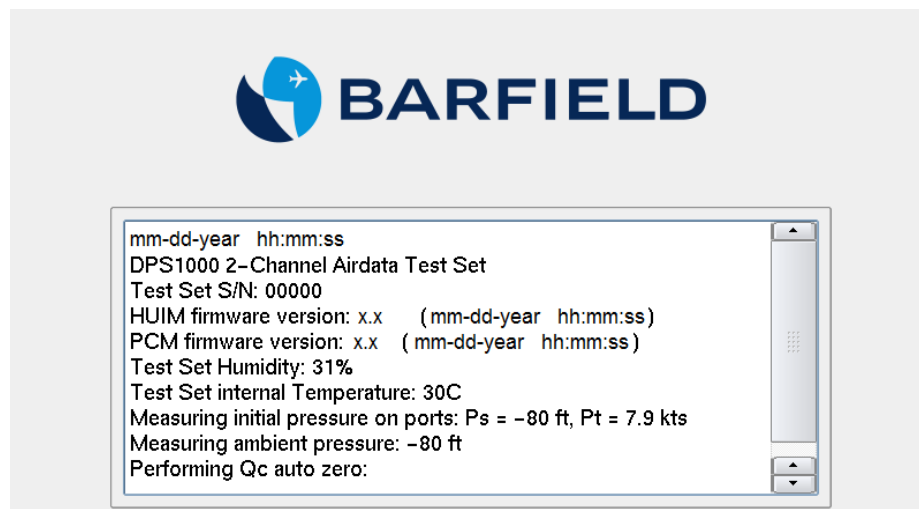 BARFIELD
mm-dd-year hh:mm:ss
DPS1000 2-Channel Airdata Test Set
Test Set S/N: 00000
HUIM firmware version: x.x (mm-dd-year hh:mm:ss)
PCM firmware version: x.x (mm-dd-year hh:mm:ss)
Test Set Humidity: 31%
Test Set internal Temperature: 30C
Measuring initial pressure on ports: Ps = -80 ft, Pt = 7.9 kts
Measuring ambient pressure: -80 ft
Performing Qc auto zero: